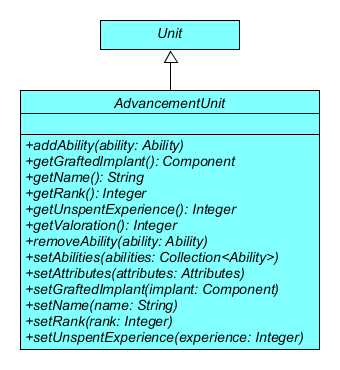 Unit
AdvancementUnit
+addAbility(ability: Ability)
+getGraftedImplant(): Component
+getName(): String
+getRank(): Integer
+getUnspentExperience(): Integer
+getValoration(): Integer
+removeAbility(ability: Ability)
+setAbilities(abilities: Collection<Ability>)
+setAttributes(attributes: Attributes)
+setGraftedImplant(implant: Component)
+setName(name: String)
+setRank(rank: Integer)
+setUnspentExperience(experience: Integer)